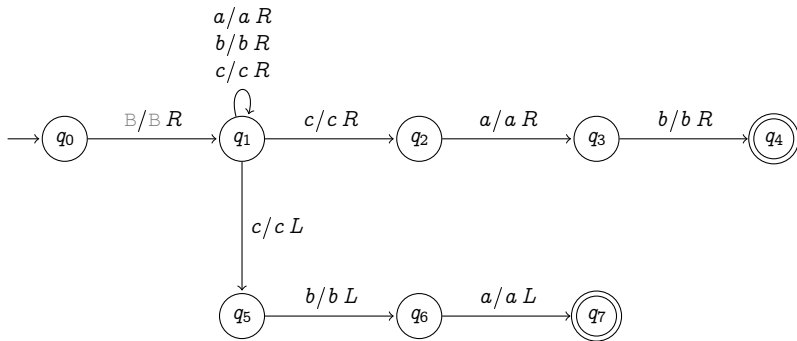 a/a R
b/b R
c/c R
q0 B/B R q1 c/c R q2 a/a R q3 b/b R q4
c/c L
q5 b/b L q6 a/a L q7